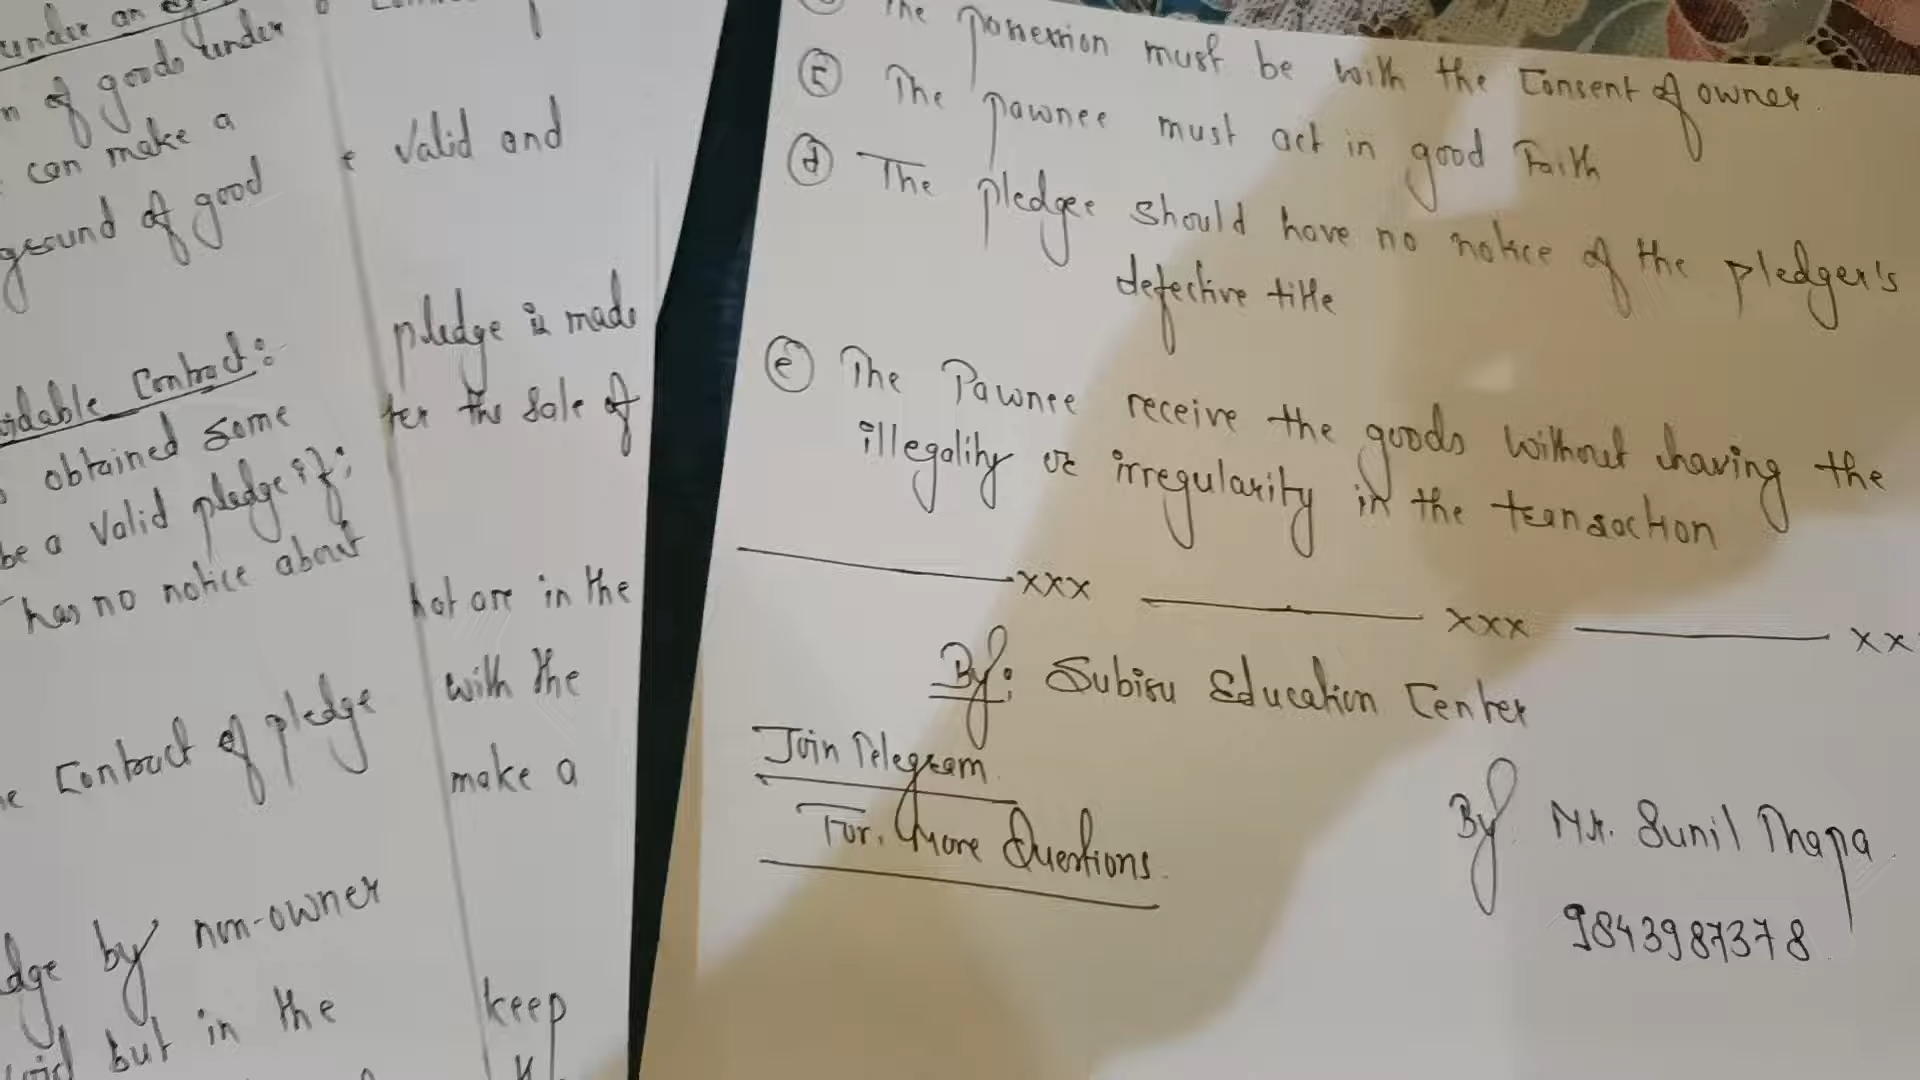 under an
n of goods under
can make a
gesund of good
idable Contract:
obtained some
be a valid pledge if;
has no notice about
e Contract of pledge
dge by non-owner
but in the
e valid and
pledge is made
ter the sale of
hat are in the
with the
make a
keep
The possession must be with the Consent of owner.
c The pawnee must act in good Faith
d The pledgee should have no notice of the pledger's
defective title
e The Pawnee receive the goods without having the
illegality or irregularity in the transaction
xxx xxx xx
By: Subisu Education Center
Join Telegram
For. More Questions.
By Mr. Sunil Thapa
9843987378